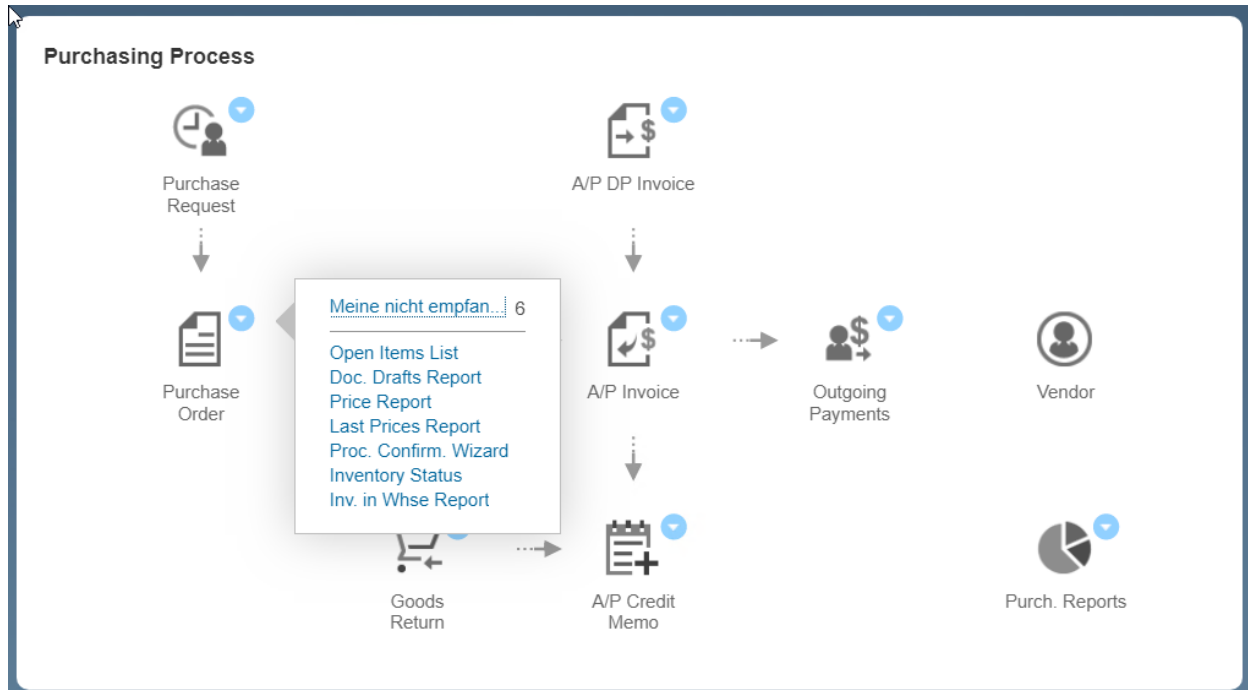 Purchasing Process
Purchase
Request
A/P DP Invoice
Meine nicht empfan... 6
Open Items List
Doc. Drafts Report
Price Report
Last Prices Report
Proc. Confirm. Wizard
Inventory Status
Inv. in Whse Report
Purchase
Order
A/P Invoice
Outgoing
Payments
Vendor
Goods
Return
A/P Credit
Memo
Purch. Reports